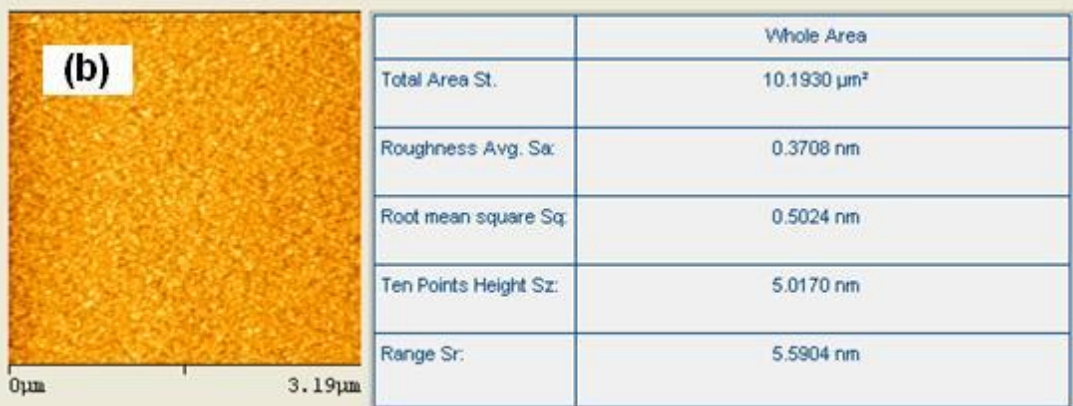 (b)
0µm 3.19µm
Whole Area
Total Area St. 10.1930 µm²
Roughness Avg. Sa: 0.3708 nm
Root mean square Sq: 0.5024 nm
Ten Points Height Sz: 5.0170 nm
Range Sr: 5.5904 nm